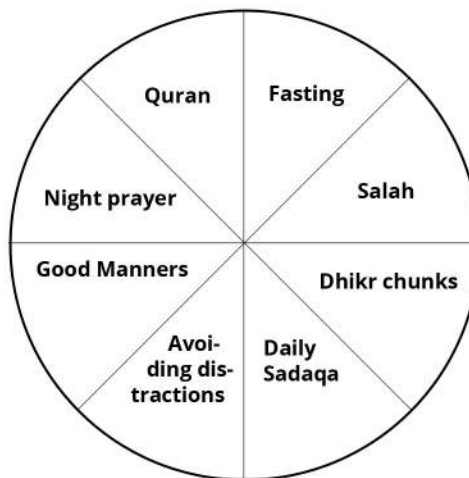 Quran
Fasting
Night prayer
Salah
Good Manners
Dhikr chunks
Avoi-
ding dis-
tractions
Daily
Sadaqa